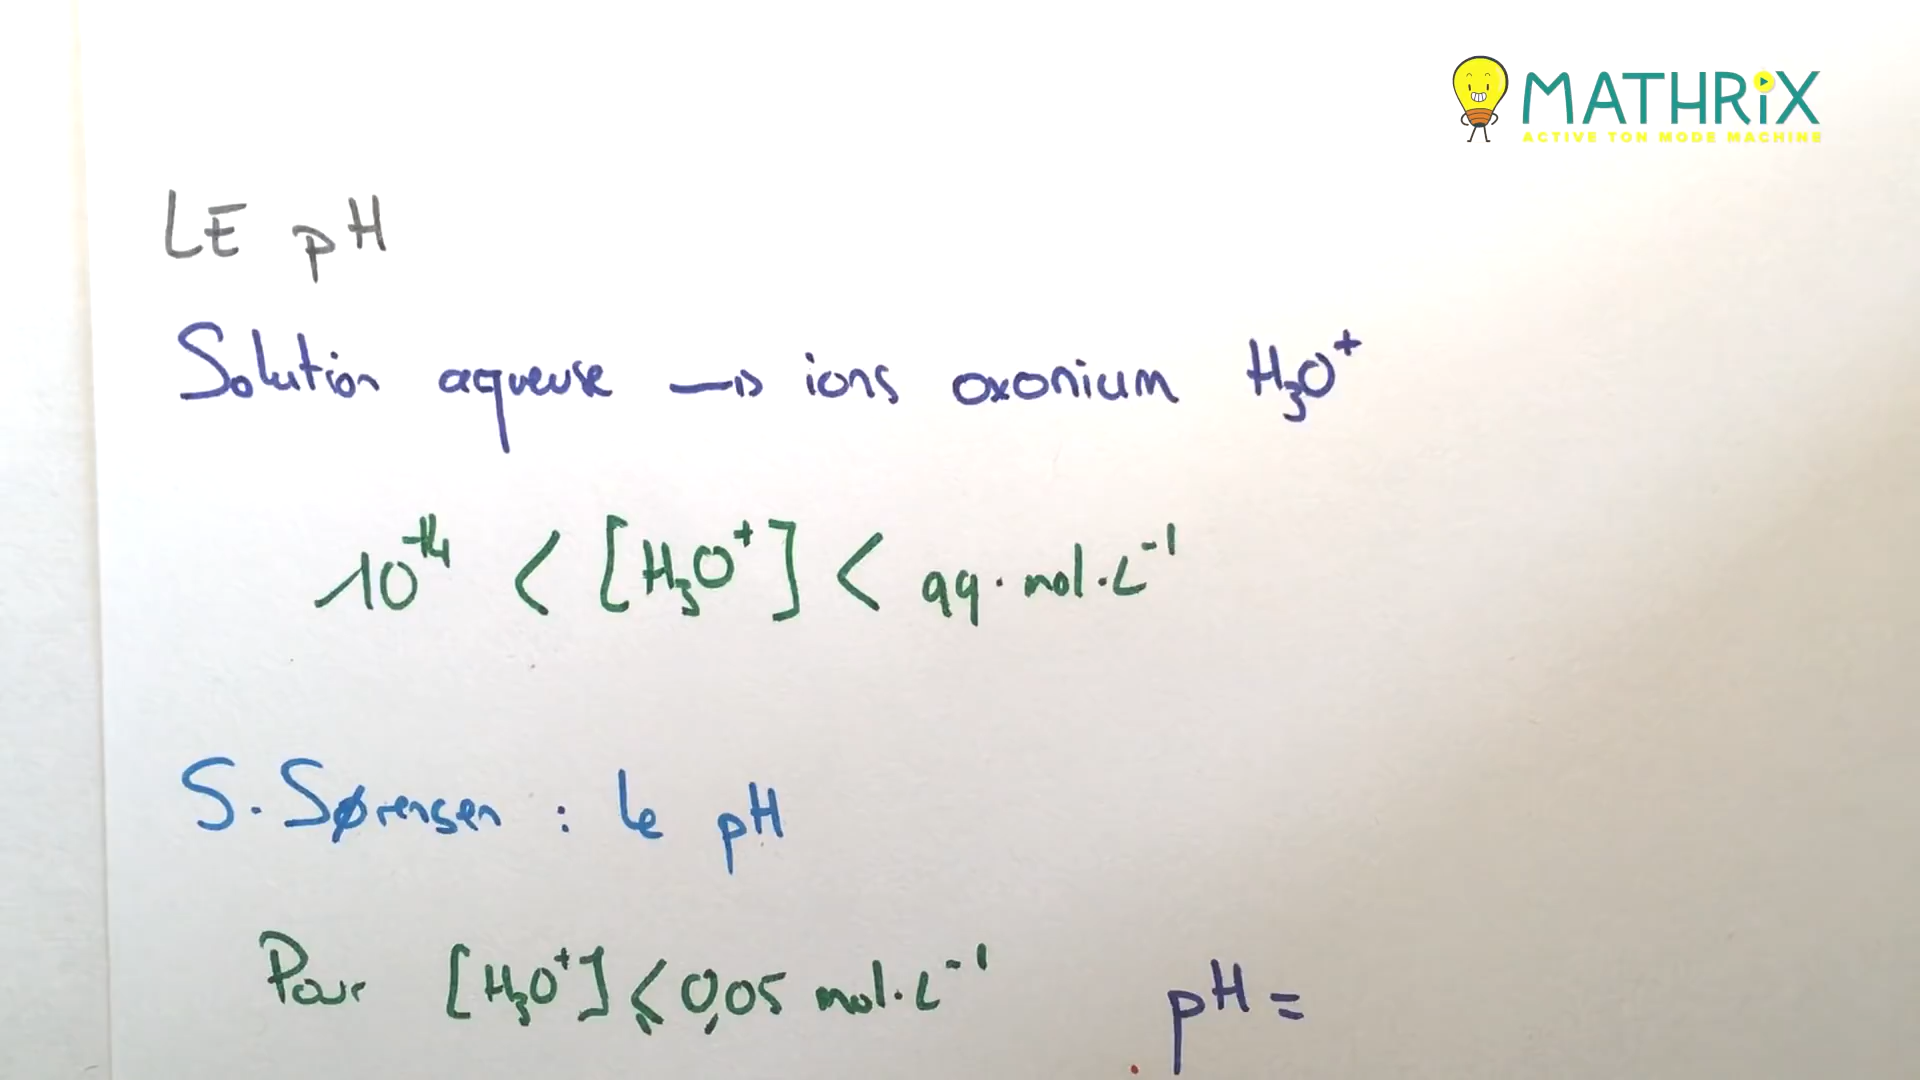 MATHRiX
ACTIVE TON MODE MACHINE
LE pH
Solution aqueuse → ions oxonium H₃O⁺
10⁻¹⁴ < [H₃O⁺] < qq. mol.L⁻¹
S. Sørensen : le pH
Pour [H₃O⁺] ⩽ 0,05 mol.L⁻¹ pH =